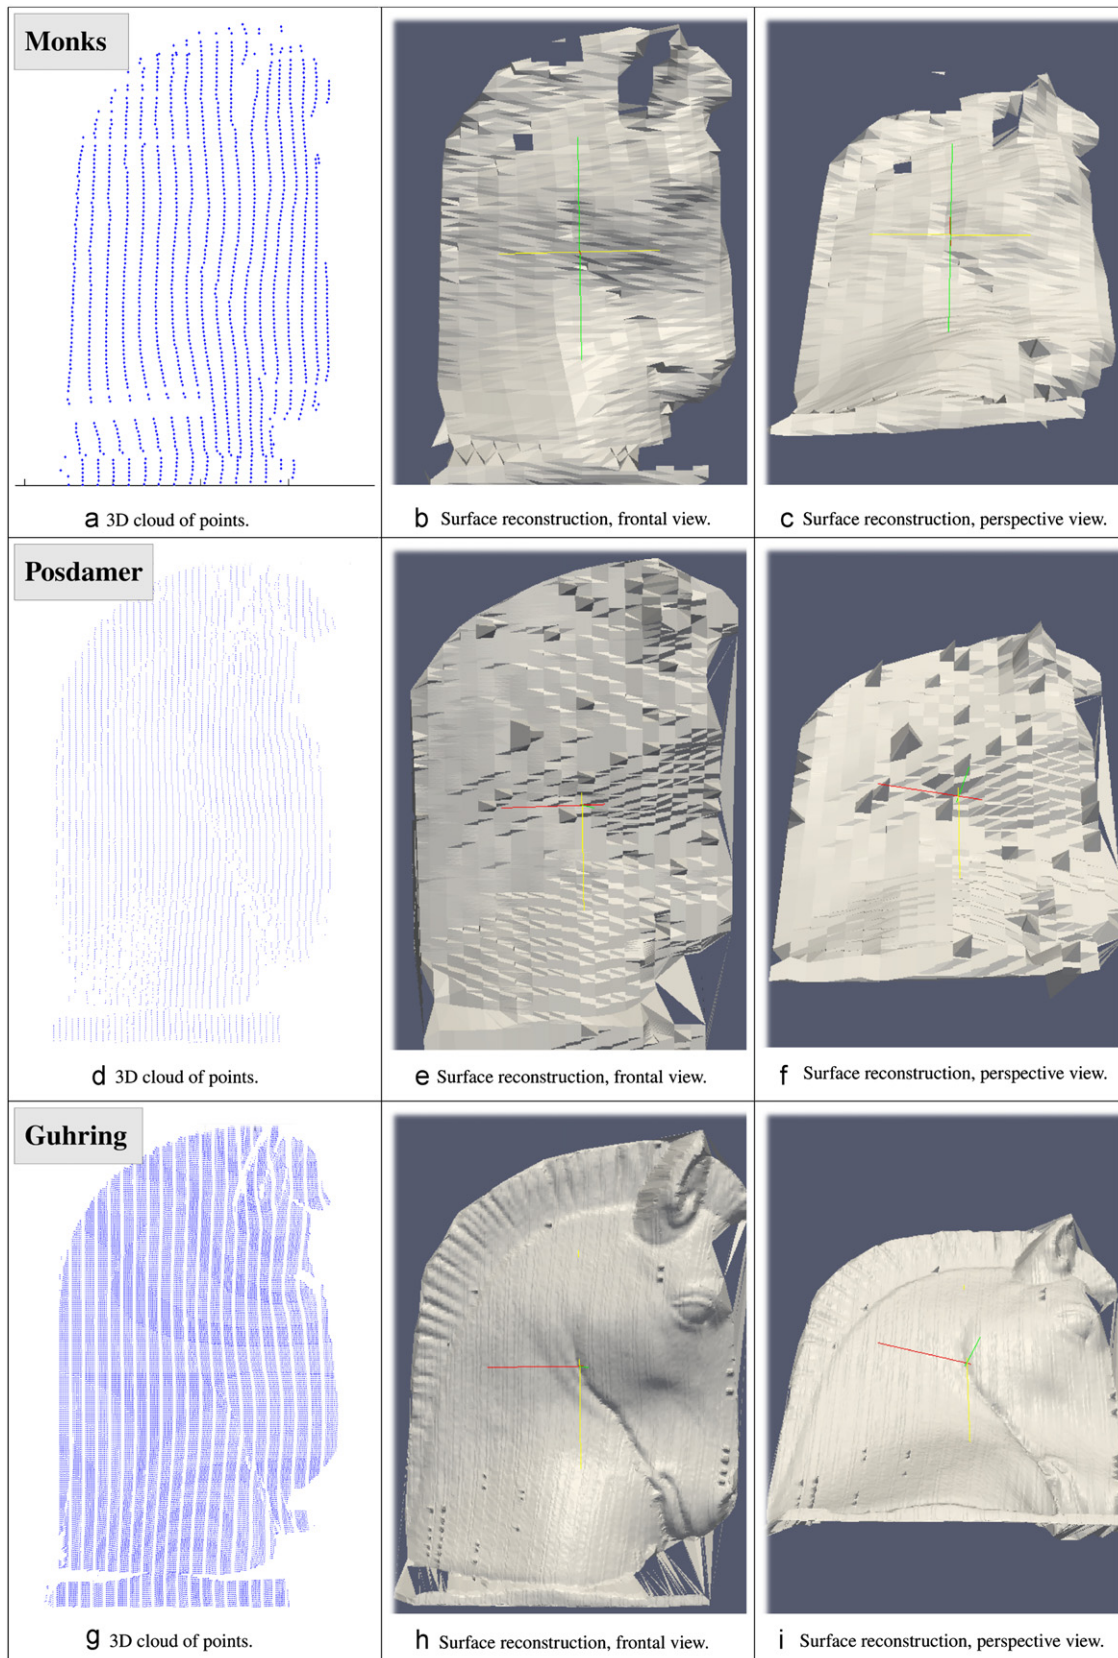 Monks
a 3D cloud of points.
b Surface reconstruction, frontal view.
c Surface reconstruction, perspective view.
Posdamer
d 3D cloud of points.
e Surface reconstruction, frontal view.
f Surface reconstruction, perspective view.
Guhring
g 3D cloud of points.
h Surface reconstruction, frontal view.
i Surface reconstruction, perspective view.